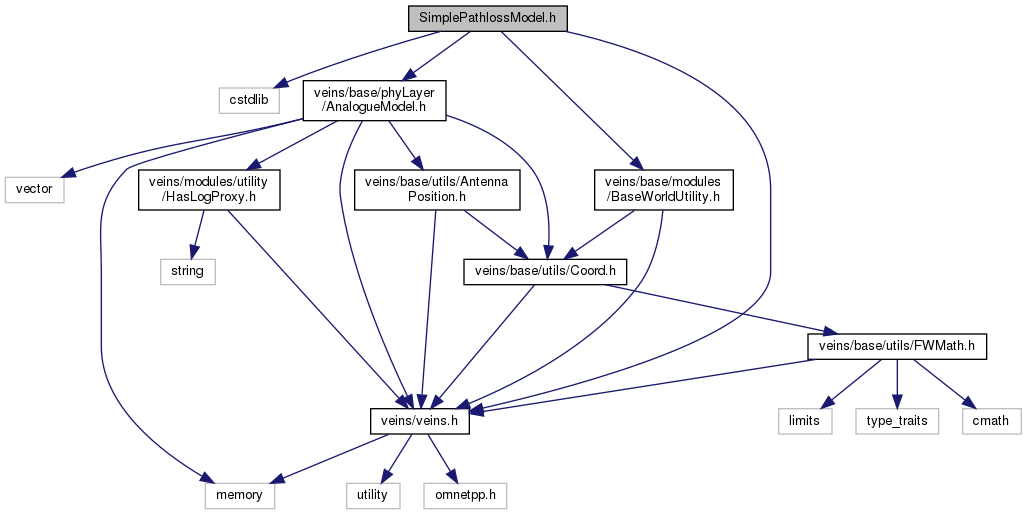 SimplePathlossModel.h
cstdlib
veins/base/phyLayer
/AnalogueModel.h
vector
veins/modules/utility
/HasLogProxy.h
veins/base/utils/Antenna
Position.h
veins/base/modules
/BaseWorldUtility.h
string
veins/base/utils/Coord.h
veins/base/utils/FWMath.h
veins/veins.h
limits
type_traits
cmath
memory
utility
omnetpp.h